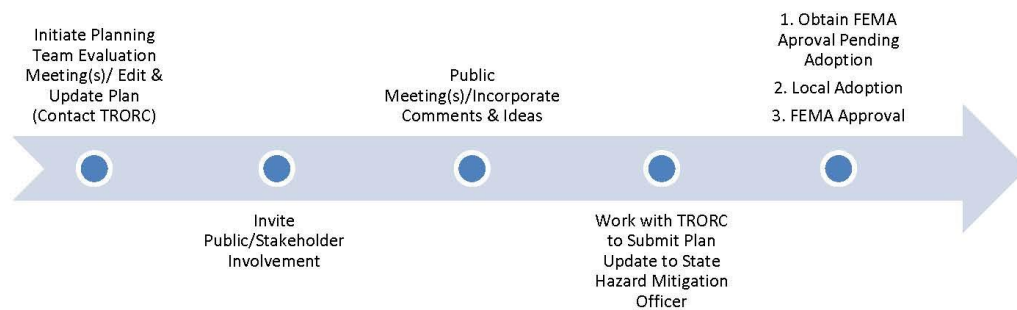 Initiate Planning
Team Evaluation
Meeting(s)/ Edit &
Update Plan
(Contact TRORC)
Invite
Public/Stakeholder
Involvement
Public
Meeting(s)/Incorporate
Comments & Ideas
Work with TRORC
to Submit Plan
Update to State
Hazard Mitigation
Officer
1. Obtain FEMA
Aproval Pending
Adoption
2. Local Adoption
3. FEMA Approval